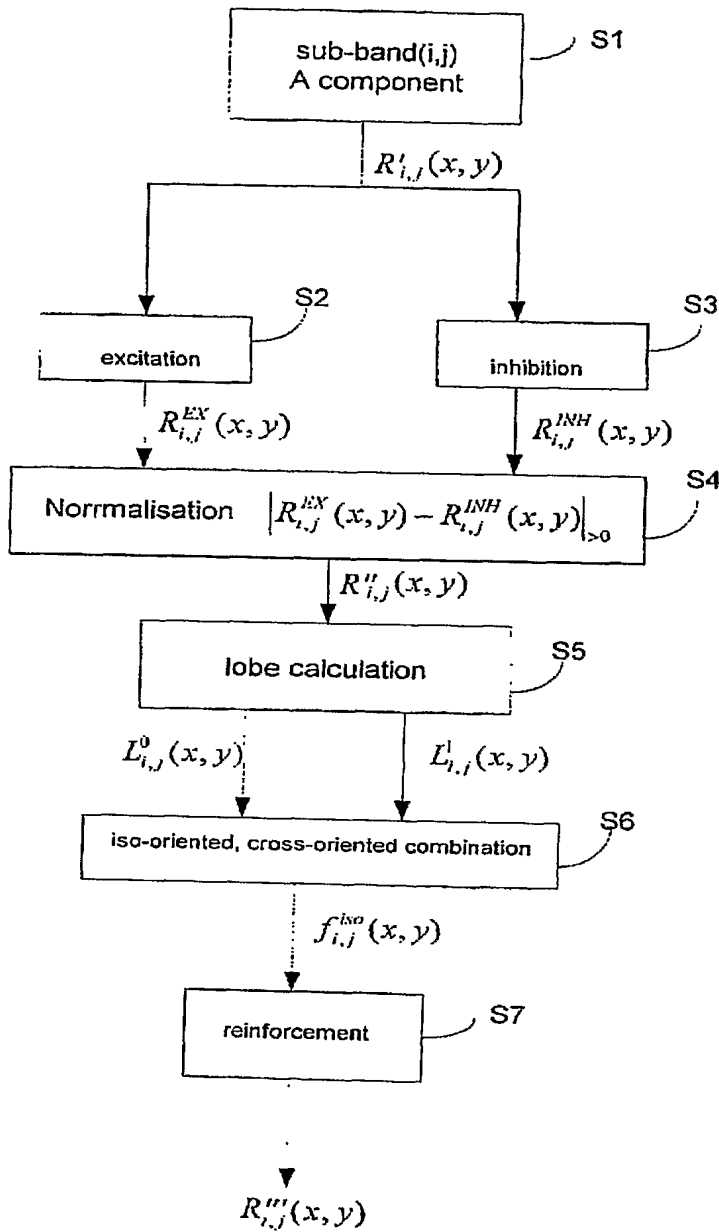 sub-band(i,j)
A component
S1
R'i,j(x, y)
S2
S3
excitation
inhibition
R^EX i,j(x, y)
R^INH i,j(x, y)
S4
Norrmalisation |R^EX i,j(x, y) − R^INH i,j(x, y)|>0
R''i,j(x, y)
S5
lobe calculation
L^0 i,j(x, y)
L^1 i,j(x, y)
S6
iso-oriented, cross-oriented combination
f^iso i,j(x, y)
S7
reinforcement
R'''i,j(x, y)